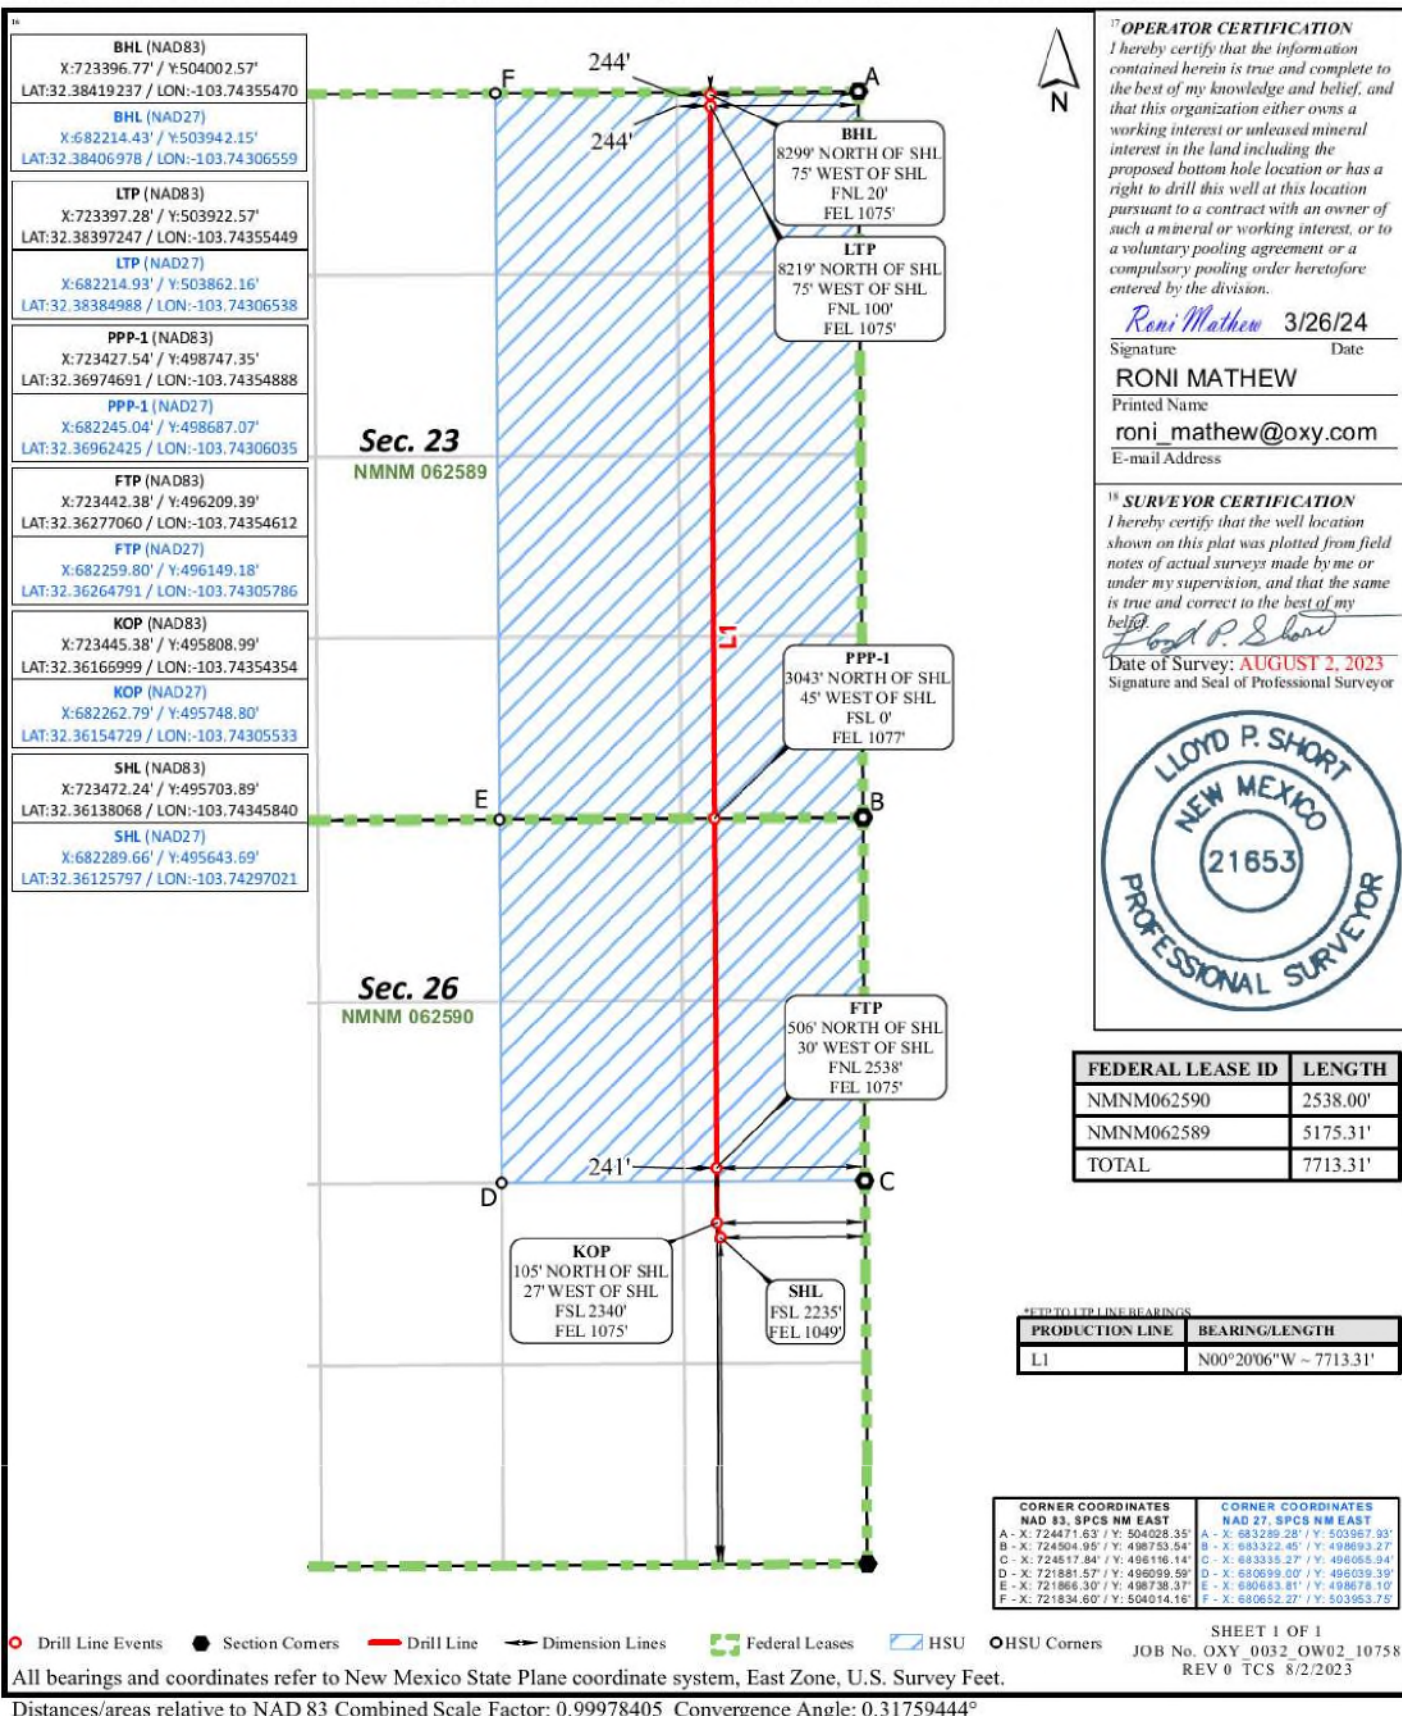 16
BHL (NAD83)
X:723396.77' / Y:504002.57'
LAT:32.38419237 / LON:-103.74355470
BHL (NAD27)
X:682214.43' / Y:503942.15'
LAT:32.38406978 / LON:-103.74306559
LTP (NAD83)
X:723397.28' / Y:503922.57'
LAT:32.38397247 / LON:-103.74355449
LTP (NAD27)
X:682214.93' / Y:503862.16'
LAT:32.38384988 / LON:-103.74306538
PPP-1 (NAD83)
X:723427.54' / Y:498747.35'
LAT:32.36974691 / LON:-103.74354888
PPP-1 (NAD27)
X:682245.04' / Y:498687.07'
LAT:32.36962425 / LON:-103.74306035
FTP (NAD83)
X:723442.38' / Y:496209.39'
LAT:32.36277060 / LON:-103.74354612
FTP (NAD27)
X:682259.80' / Y:496149.18'
LAT:32.36264791 / LON:-103.74305786
KOP (NAD83)
X:723445.38' / Y:495808.99'
LAT:32.36166999 / LON:-103.74354354
KOP (NAD27)
X:682262.79' / Y:495748.80'
LAT:32.36154729 / LON:-103.74305533
SHL (NAD83)
X:723472.24' / Y:495703.89'
LAT:32.36138068 / LON:-103.74345840
SHL (NAD27)
X:682289.66' / Y:495643.69'
LAT:32.36125797 / LON:-103.74297021
F
244'
A
N
244'
BHL
8299' NORTH OF SHL
75' WEST OF SHL
FNL 20'
FEL 1075'
LTP
8219' NORTH OF SHL
75' WEST OF SHL
FNL 100'
FEL 1075'
Sec. 23
NMNM 062589
L1
PPP-1
3043' NORTH OF SHL
45' WEST OF SHL
FSL 0'
FEL 1077'
E
B
Sec. 26
NMNM 062590
FTP
506' NORTH OF SHL
30' WEST OF SHL
FNL 2538'
FEL 1075'
241'
D
C
KOP
105' NORTH OF SHL
27' WEST OF SHL
FSL 2340'
FEL 1075'
SHL
FSL 2235'
FEL 1049'
17 OPERATOR CERTIFICATION
I hereby certify that the information
contained herein is true and complete to
the best of my knowledge and belief, and
that this organization either owns a
working interest or unleased mineral
interest in the land including the
proposed bottom hole location or has a
right to drill this well at this location
pursuant to a contract with an owner of
such a mineral or working interest, or to
a voluntary pooling agreement or a
compulsory pooling order heretofore
entered by the division.
Roni Mathew 3/26/24
Signature Date
RONI MATHEW
Printed Name
roni_mathew@oxy.com
E-mail Address
18 SURVEYOR CERTIFICATION
I hereby certify that the well location
shown on this plat was plotted from field
notes of actual surveys made by me or
under my supervision, and that the same
is true and correct to the best of my
belief.
Lloyd P. Short
Date of Survey: AUGUST 2, 2023
Signature and Seal of Professional Surveyor
LLOYD P. SHORT
NEW MEXICO
21653
PROFESSIONAL SURVEYOR
FEDERAL LEASE ID LENGTH
NMNM062590 2538.00'
NMNM062589 5175.31'
TOTAL 7713.31'
*FTP TO LTP LINE BEARINGS
PRODUCTION LINE BEARING/LENGTH
L1 N00°20'06"W ~ 7713.31'
CORNER COORDINATES
NAD 83, SPCS NM EAST
A - X: 724471.63' / Y: 504028.35'
B - X: 724504.95' / Y: 498753.54'
C - X: 724517.84' / Y: 496116.14'
D - X: 721881.57' / Y: 496099.59'
E - X: 721866.30' / Y: 498738.37'
F - X: 721834.60' / Y: 504014.16'
CORNER COORDINATES
NAD 27, SPCS NM EAST
A - X: 683289.28' / Y: 503967.93'
B - X: 683322.45' / Y: 498693.27'
C - X: 683335.27' / Y: 496055.94'
D - X: 680699.00' / Y: 496039.39'
E - X: 680683.81' / Y: 498678.10'
F - X: 680652.27' / Y: 503953.75'
Drill Line Events Section Corners Drill Line Dimension Lines Federal Leases HSU HSU Corners
SHEET 1 OF 1
JOB No. OXY_0032_OW02_10758
REV 0 TCS 8/2/2023
All bearings and coordinates refer to New Mexico State Plane coordinate system, East Zone, U.S. Survey Feet.
Distances/areas relative to NAD 83 Combined Scale Factor: 0.99978405 Convergence Angle: 0.31759444°